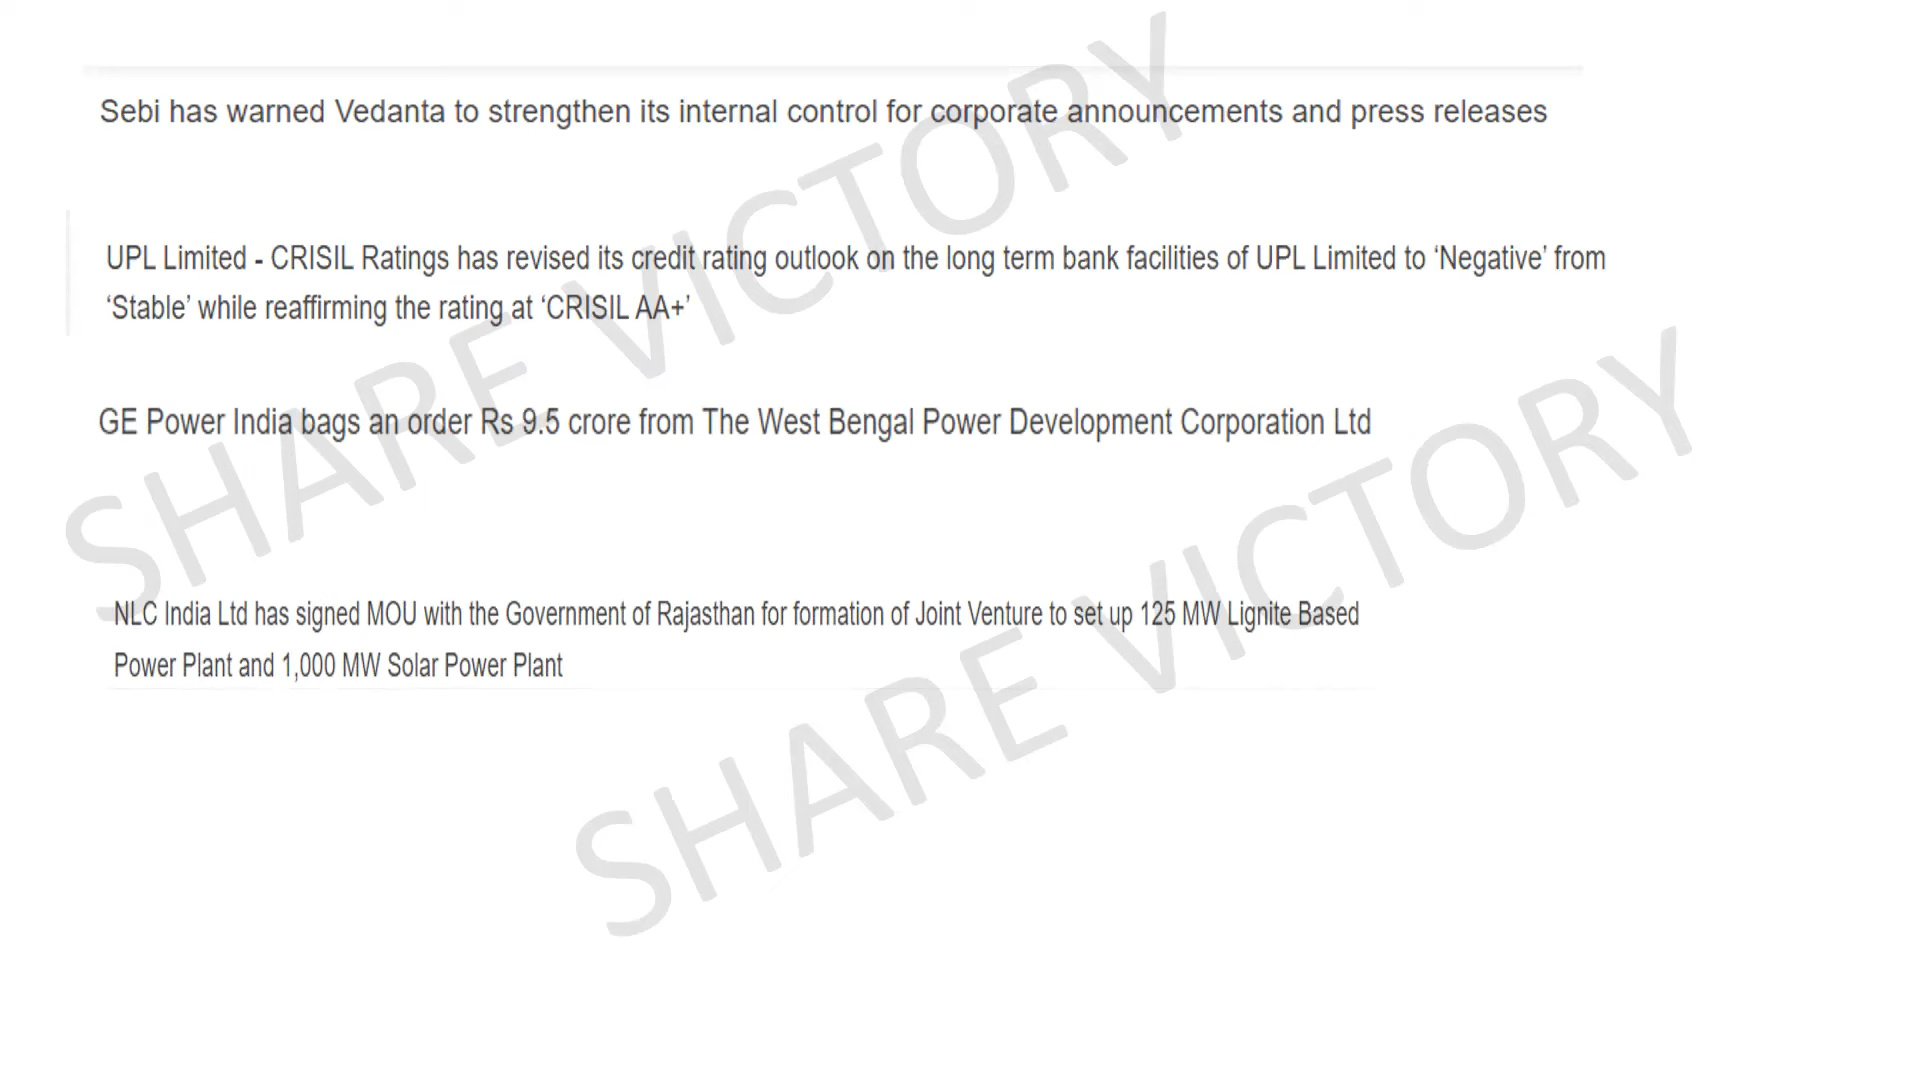 Sebi has warned Vedanta to strengthen its internal control for corporate announcements and press releases
UPL Limited - CRISIL Ratings has revised its credit rating outlook on the long term bank facilities of UPL Limited to ‘Negative’ from
‘Stable’ while reaffirming the rating at ‘CRISIL AA+’
GE Power India bags an order Rs 9.5 crore from The West Bengal Power Development Corporation Ltd
NLC India Ltd has signed MOU with the Government of Rajasthan for formation of Joint Venture to set up 125 MW Lignite Based
Power Plant and 1,000 MW Solar Power Plant
SHARE VICTORY
SHARE VICTORY